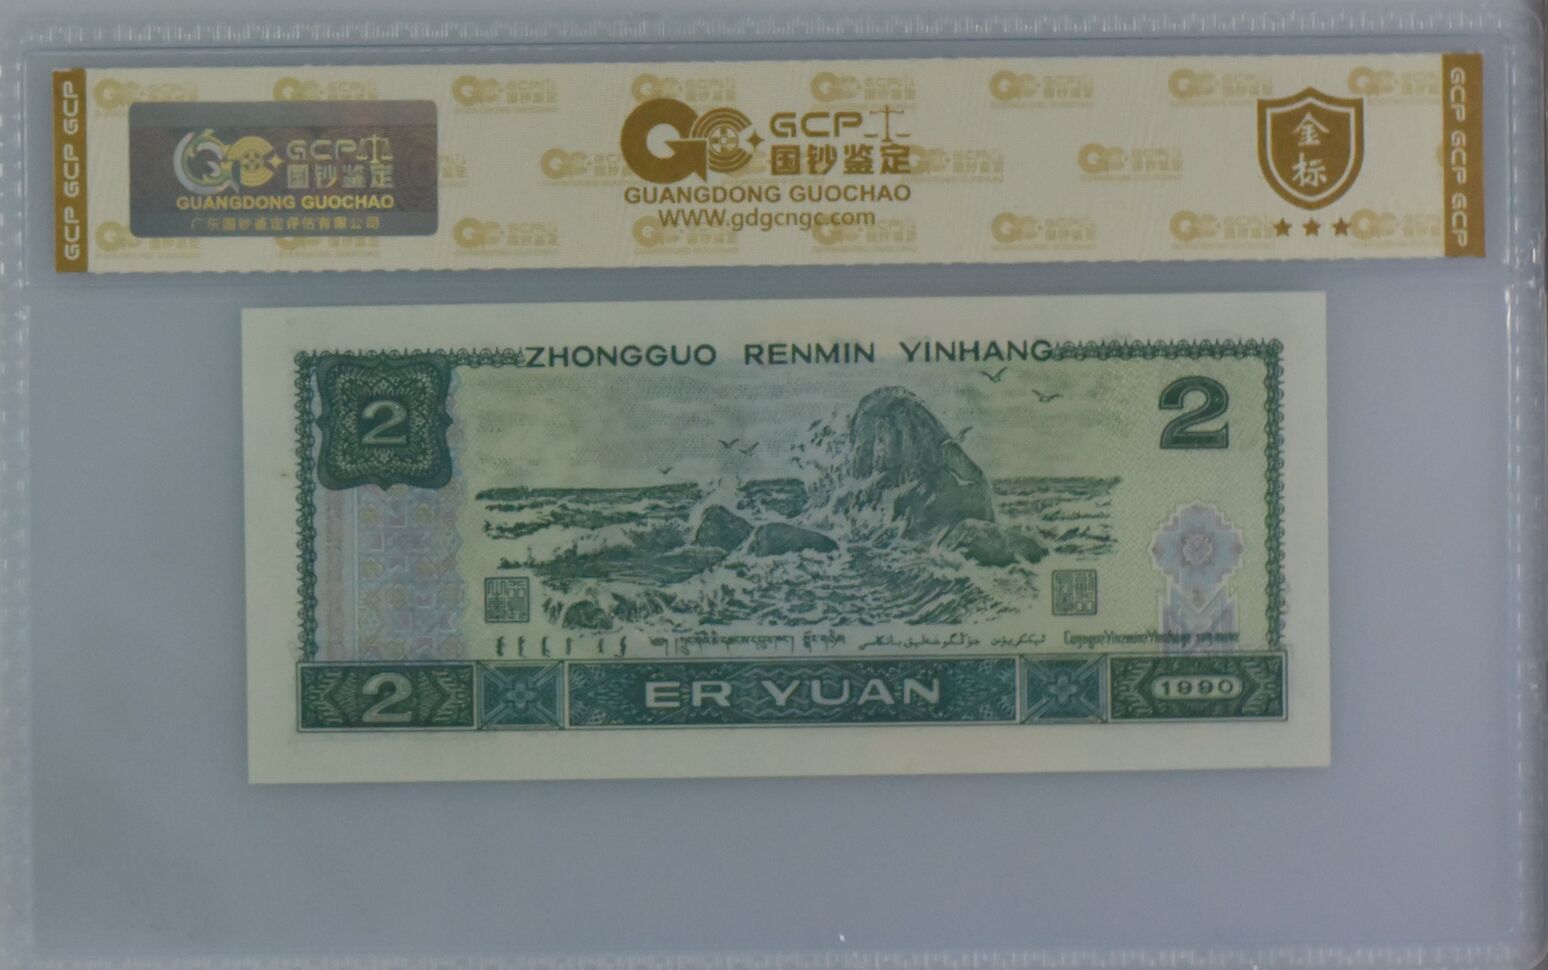 GCP GCP GCP
GCP
国钞鉴定
GUANGDONG GUOCHAO
广东国钞鉴定评估有限公司
GCP
国钞鉴定
GUANGDONG GUOCHAO
WWW.gdgcngc.com
金标
GCP GCP GCP
ZHONGGUO RENMIN YINHANG
2
2
2
ER YUAN
1990